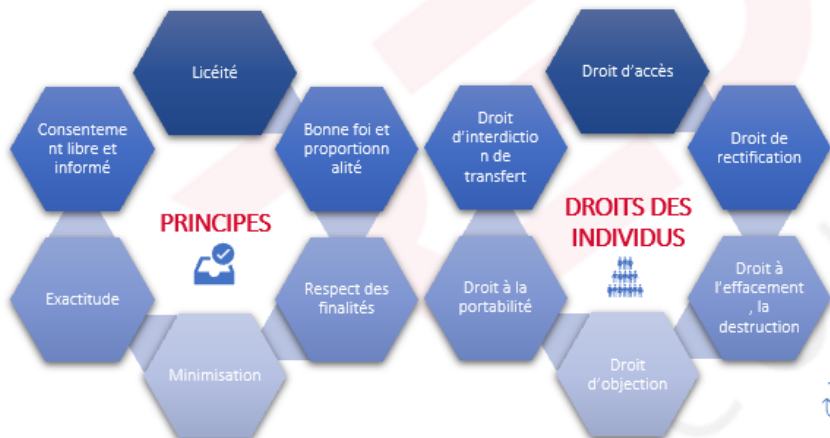 Licéité
Consenteme
nt libre et
informé
Bonne foi et
proportionn
alité
PRINCIPES
Exactitude
Respect des
finalités
Minimisation
Droit d'accès
Droit
d'interdictio
n de
transfert
Droit de
rectification
DROITS DES
INDIVIDUS
Droit à la
portabilité
Droit à
l'effacement
, la
destruction
Droit
d'objection